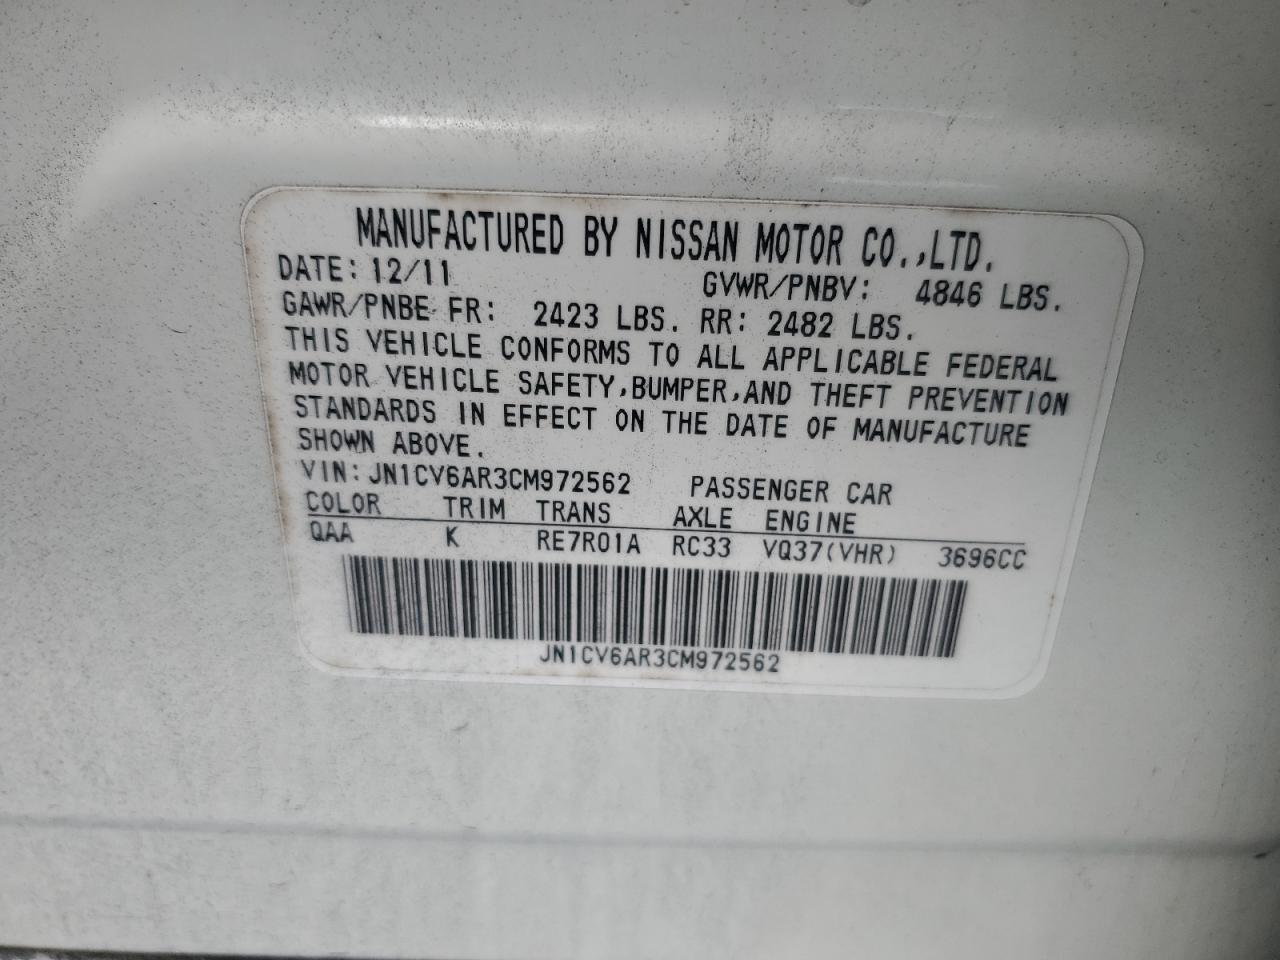 MANUFACTURED BY NISSAN MOTOR CO.,LTD.
DATE: 12/11 GVWR/PNBV: 4846 LBS.
GAWR/PNBE FR: 2423 LBS. RR: 2482 LBS.
THIS VEHICLE CONFORMS TO ALL APPLICABLE FEDERAL
MOTOR VEHICLE SAFETY,BUMPER,AND THEFT PREVENTION
STANDARDS IN EFFECT ON THE DATE OF MANUFACTURE
SHOWN ABOVE.
VIN: JN1CV6AR3CM972562 PASSENGER CAR
COLOR TRIM TRANS AXLE ENGINE
QAA K RE7R01A RC33 VQ37(VHR) 3696CC
JN1CV6AR3CM972562